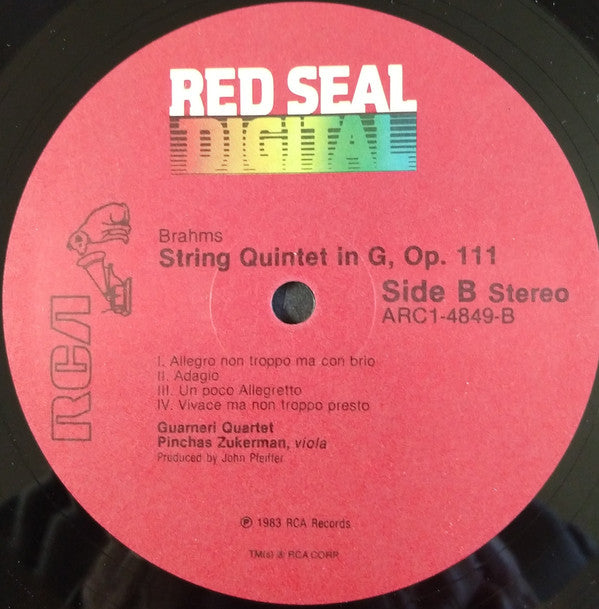 RED SEAL
DIGITAL
RCA
Brahms
String Quintet in G, Op. 111
Side B Stereo
ARC1-4849-B
I. Allegro non troppo ma con brio
II. Adagio
III. Un poco Allegretto
IV. Vivace ma non troppo presto
Guarneri Quartet
Pinchas Zukerman, viola
Produced by John Pfeiffer
℗ 1983 RCA Records
TM(s) ® RCA CORP.